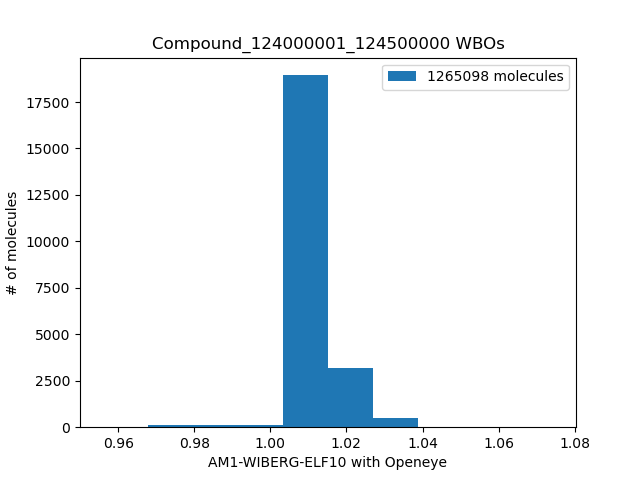 Compound_124000001_124500000 WBOs
1265098 molecules
# of molecules
17500
15000
12500
10000
7500
5000
2500
0
0.96 0.98 1.00 1.02 1.04 1.06 1.08
AM1-WIBERG-ELF10 with Openeye